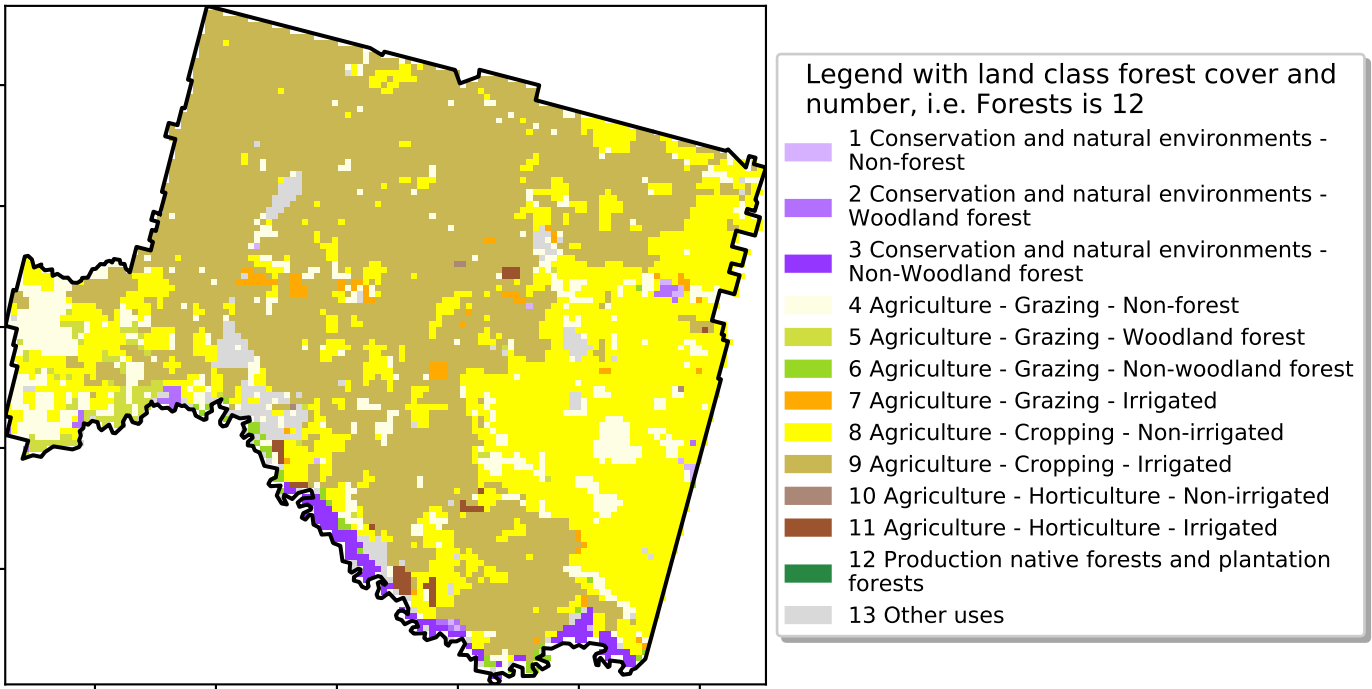 Legend with land class forest cover and
number, i.e. Forests is 12
1 Conservation and natural environments -
Non-forest
2 Conservation and natural environments -
Woodland forest
3 Conservation and natural environments -
Non-Woodland forest
4 Agriculture - Grazing - Non-forest
5 Agriculture - Grazing - Woodland forest
6 Agriculture - Grazing - Non-woodland forest
7 Agriculture - Grazing - Irrigated
8 Agriculture - Cropping - Non-irrigated
9 Agriculture - Cropping - Irrigated
10 Agriculture - Horticulture - Non-irrigated
11 Agriculture - Horticulture - Irrigated
12 Production native forests and plantation
forests
13 Other uses